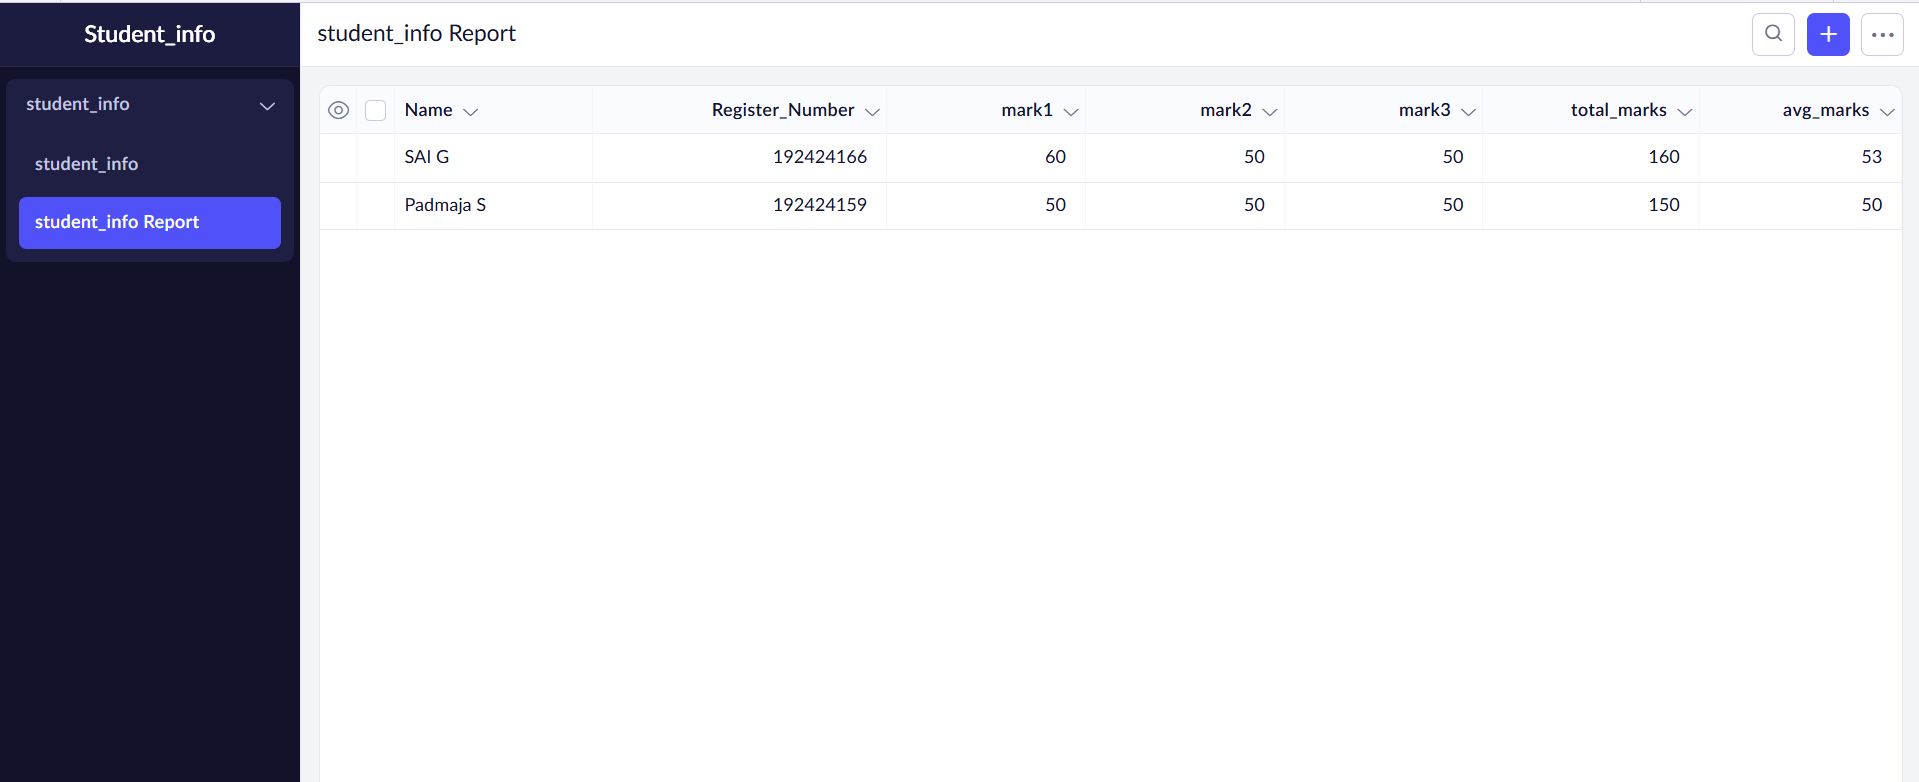 Student_info
student_info
student_info
student_info Report
student_info Report
Name Register_Number mark1 mark2 mark3 total_marks avg_marks
SAI G 192424166 60 50 50 160 53
Padmaja S 192424159 50 50 50 150 50